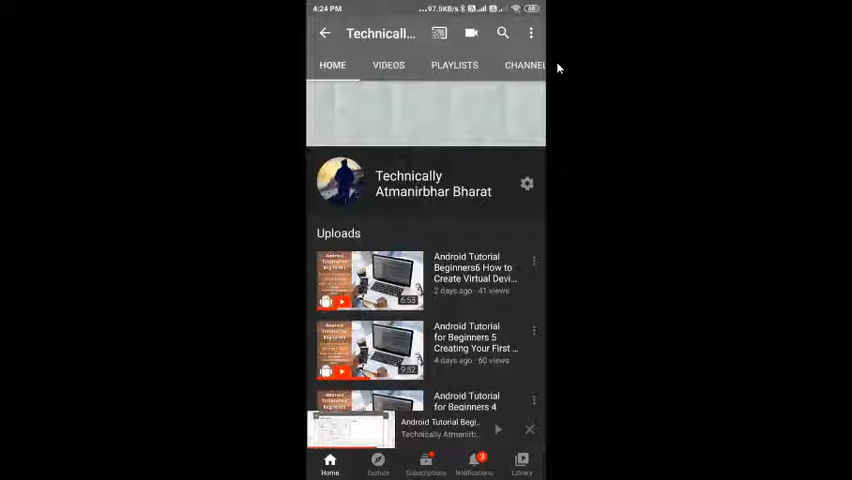 4:24 PM
...97.5KB/s
Technicall...
HOME VIDEOS PLAYLISTS CHANNEL
Technically
Atmanirbhar Bharat
Uploads
Android Tutorial
Beginners6 How to
Create Virtual Devi...
2 days ago · 41 views
6:53
Android Tutorial
for Beginners 5
Creating Your First ...
4 days ago · 60 views
9:52
Android Tutorial
for Beginners 4
Android Tutorial Begi..
Technically Atmanirb..
3
Home Explore Subscriptions Notifications Library